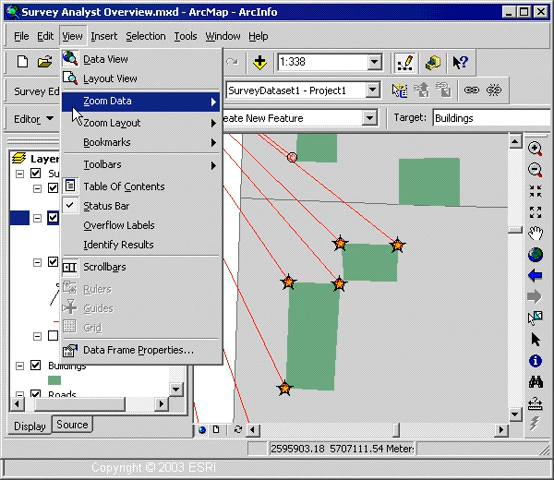 Survey Analyst Overview.mxd - ArcMap - ArcInfo
File Edit View Insert Selection Tools Window Help
1:338
SurveyDataset1 - Project1
Editor
eate New Feature
Target: Buildings
Data View
Layout View
Zoom Data
Zoom Layout
Bookmarks
Toolbars
Table Of Contents
Status Bar
Overflow Labels
Identify Results
Scrollbars
Rulers
Guides
Grid
Data Frame Properties...
Survey Ed
Layer
Su
Buildings
Roads
Display Source
2595903.18 5707111.54 Meter
Copyright © 2003 ESRI